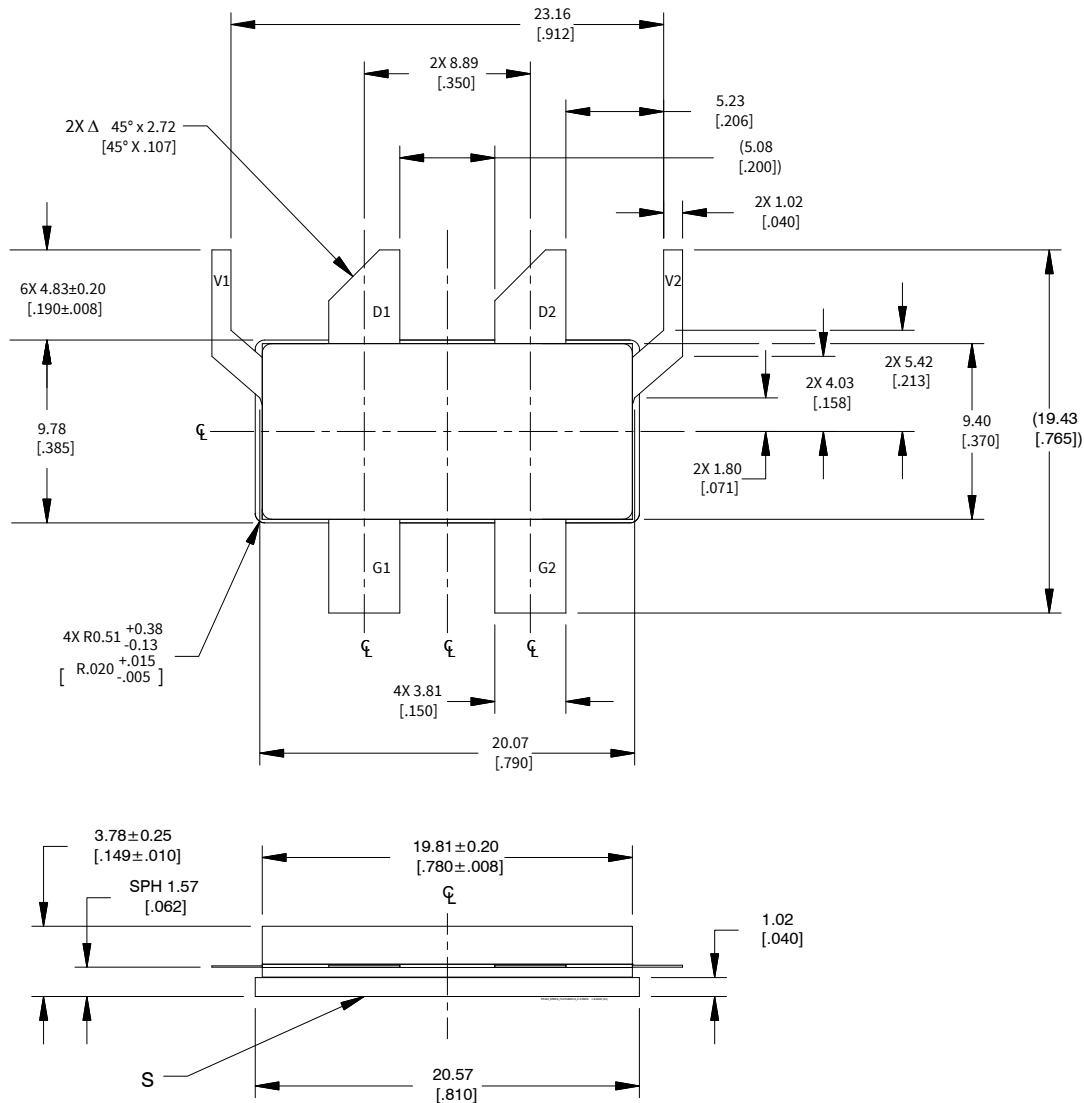 23.16
[.912]
2X 8.89
[.350]
5.23
[.206]
2X Δ 45° x 2.72
[45° X .107]
(5.08
[.200])
2X 1.02
[.040]
V1
D1
D2
V2
6X 4.83±0.20
[.190±.008]
2X 5.42
[.213]
2X 4.03
[.158]
9.78
[.385]
℄
9.40
[.370]
(19.43
[.765])
2X 1.80
[.071]
G1
G2
4X R0.51 +0.38
-0.13
[ R.020 +.015
-.005 ]
℄
℄
℄
4X 3.81
[.150]
20.07
[.790]
3.78±0.25
[.149±.010]
19.81±0.20
[.780±.008]
SPH 1.57
[.062]
℄
1.02
[.040]
S
20.57
[.810]